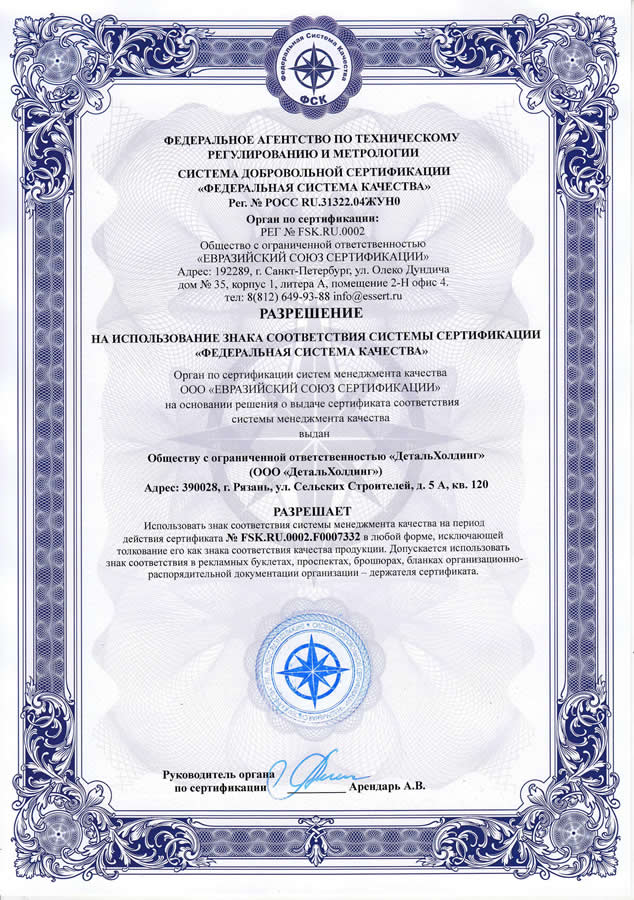 Федеральная Система Качества
ФСК
ФЕДЕРАЛЬНОЕ АГЕНТСТВО ПО ТЕХНИЧЕСКОМУ
РЕГУЛИРОВАНИЮ И МЕТРОЛОГИИ
СИСТЕМА ДОБРОВОЛЬНОЙ СЕРТИФИКАЦИИ
«ФЕДЕРАЛЬНАЯ СИСТЕМА КАЧЕСТВА»
Рег. № РОСС RU.31322.04ЖУН0
Орган по сертификации:
РЕГ № FSK.RU.0002
Общество с ограниченной ответственностью
«ЕВРАЗИЙСКИЙ СОЮЗ СЕРТИФИКАЦИИ»
Адрес: 192289, г. Санкт-Петербург, ул. Олеко Дундича
дом № 35, корпус 1, литера А, помещение 2-Н офис 4.
тел: 8(812) 649-93-88 info@essert.ru
РАЗРЕШЕНИЕ
НА ИСПОЛЬЗОВАНИЕ ЗНАКА СООТВЕТСТВИЯ СИСТЕМЫ СЕРТИФИКАЦИИ
«ФЕДЕРАЛЬНАЯ СИСТЕМА КАЧЕСТВА»
Орган по сертификации систем менеджмента качества
ООО «ЕВРАЗИЙСКИЙ СОЮЗ СЕРТИФИКАЦИИ»
на основании решения о выдаче сертификата соответствия
системы менеджмента качества
выдан
Обществу с ограниченной ответственностью «ДетальХолдинг»
(ООО «ДетальХолдинг»)
Адрес: 390028, г. Рязань, ул. Сельских Строителей, д. 5 А, кв. 120
РАЗРЕШАЕТ
Использовать знак соответствия системы менеджмента качества на период
действия сертификата № FSK.RU.0002.F0007332 в любой форме, исключающей
толкование его как знака соответствия качества продукции. Допускается использовать
знак соответствия в рекламных буклетах, проспектах, брошюрах, бланках организационно-
распорядительной документации организации – держателя сертификата.
Руководитель органа
по сертификации Арендарь А.В.